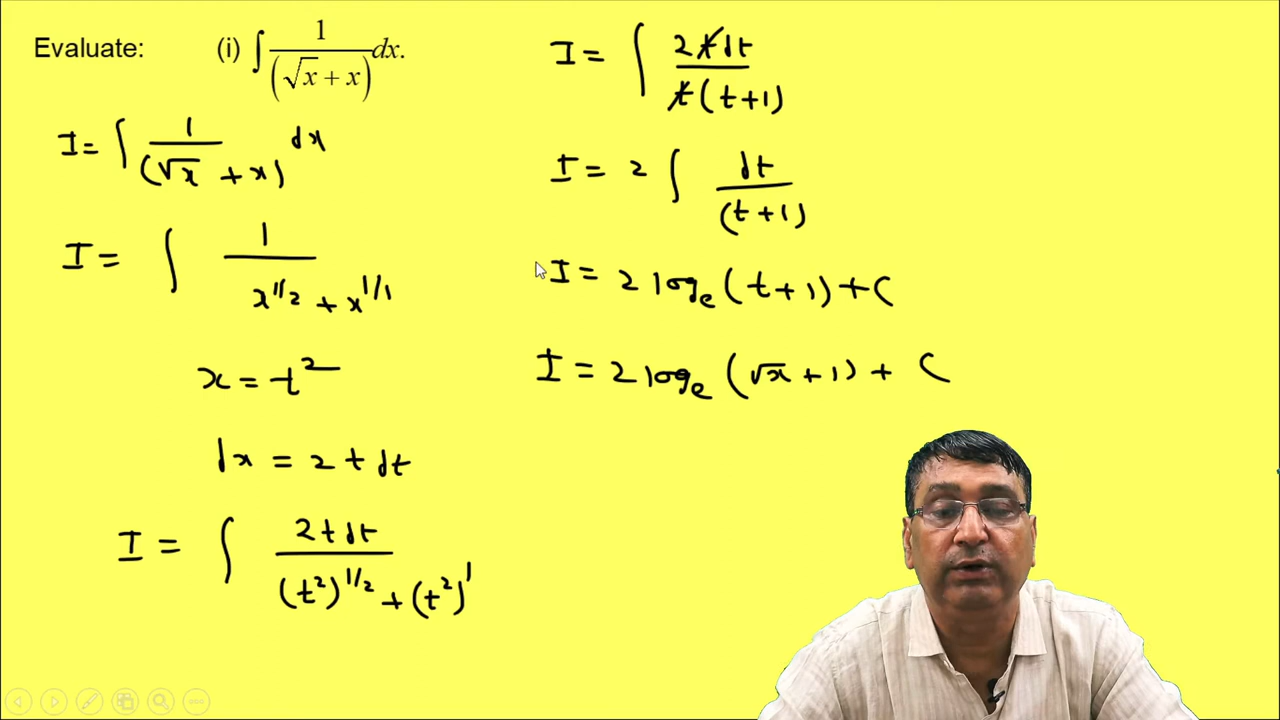 Evaluate: (i) ∫ 1/(√x + x) dx.
I = ∫ 1/(√x + x) dx
I = ∫ 1/(x^1/2 + x^1/1)
x = t^2
dx = 2t dt
I = ∫ 2t dt/((t^2)^1/2 + (t^2)^1)
I = ∫ 2t dt/(t(t+1))
I = 2 ∫ dt/(t+1)
I = 2 log_e (t+1) + C
I = 2 log_e (√x + 1) + C